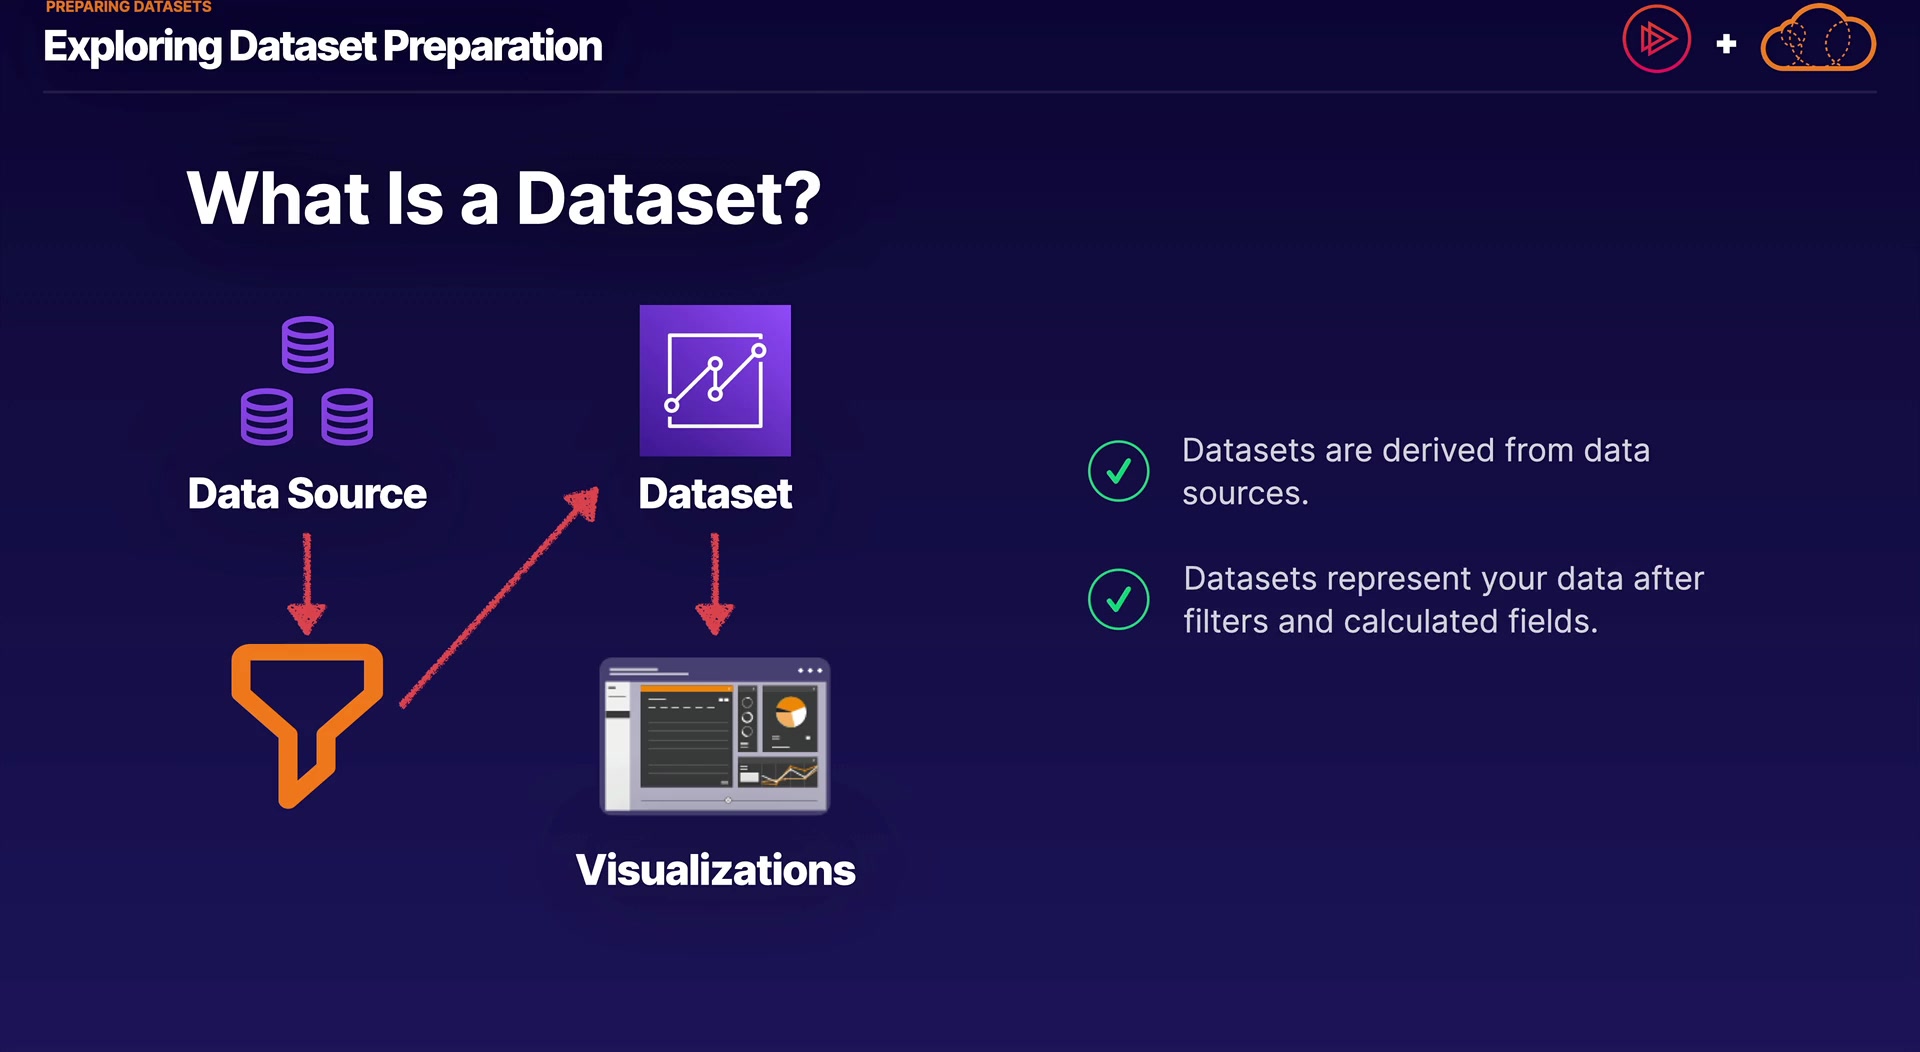 PREPARING DATASETS
Exploring Dataset Preparation
What Is a Dataset?
Data Source
Dataset
Visualizations
Datasets are derived from data
sources.
Datasets represent your data after
filters and calculated fields.